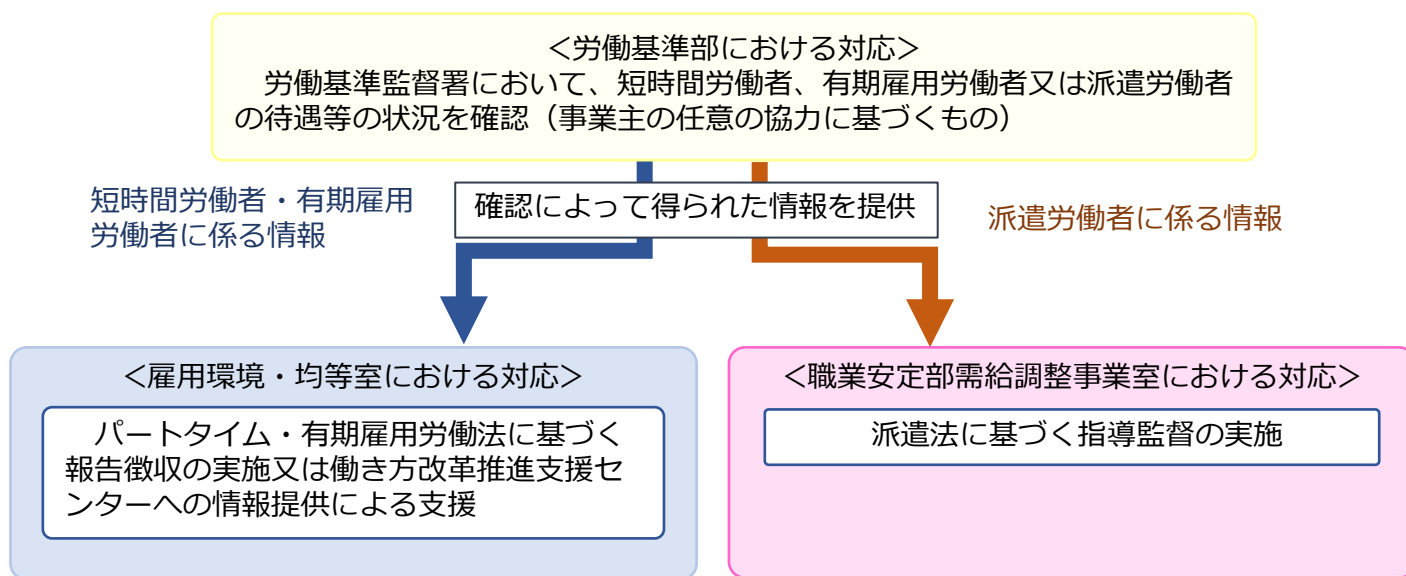 ＜労働基準部における対応＞
　労働基準監督署において、短時間労働者、有期雇用労働者又は派遣労働者
の待遇等の状況を確認（事業主の任意の協力に基づくもの）
短時間労働者・有期雇用
労働者に係る情報
確認によって得られた情報を提供
派遣労働者に係る情報
＜雇用環境・均等室における対応＞
　パートタイム・有期雇用労働法に基づく
報告徴収の実施又は働き方改革推進支援セ
ンターへの情報提供による支援
＜職業安定部需給調整事業室における対応＞
派遣法に基づく指導監督の実施